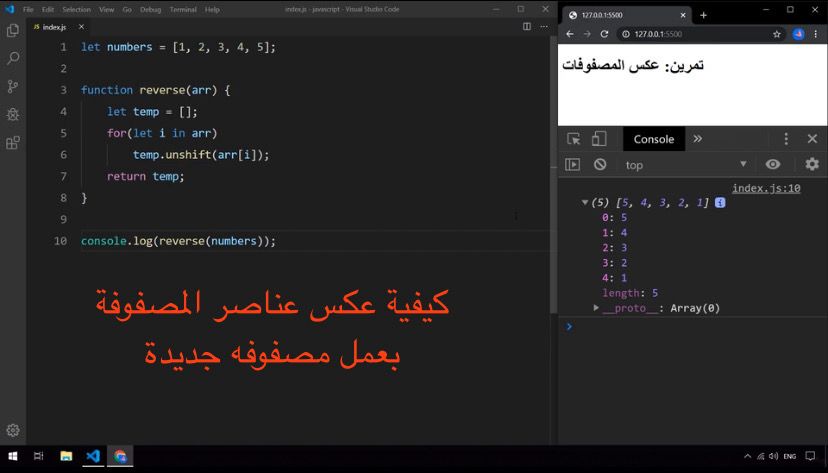 File Edit Selection View Go Debug Terminal Help
index.js - javascript - Visual Studio Code
JS index.js
1 let numbers = [1, 2, 3, 4, 5];
2
3 function reverse(arr) {
4 let temp = [];
5 for(let i in arr)
6 temp.unshift(arr[i]);
7 return temp;
8 }
9
10 console.log(reverse(numbers));
كيفية عكس عناصر المصفوفة
بعمل مصفوفه جديدة
127.0.0.1:5500
127.0.0.1:5500
تمرين: عكس المصفوفات
Console
top
index.js:10
(5) [5, 4, 3, 2, 1]
0: 5
1: 4
2: 3
3: 2
4: 1
length: 5
__proto__: Array(0)
ENG